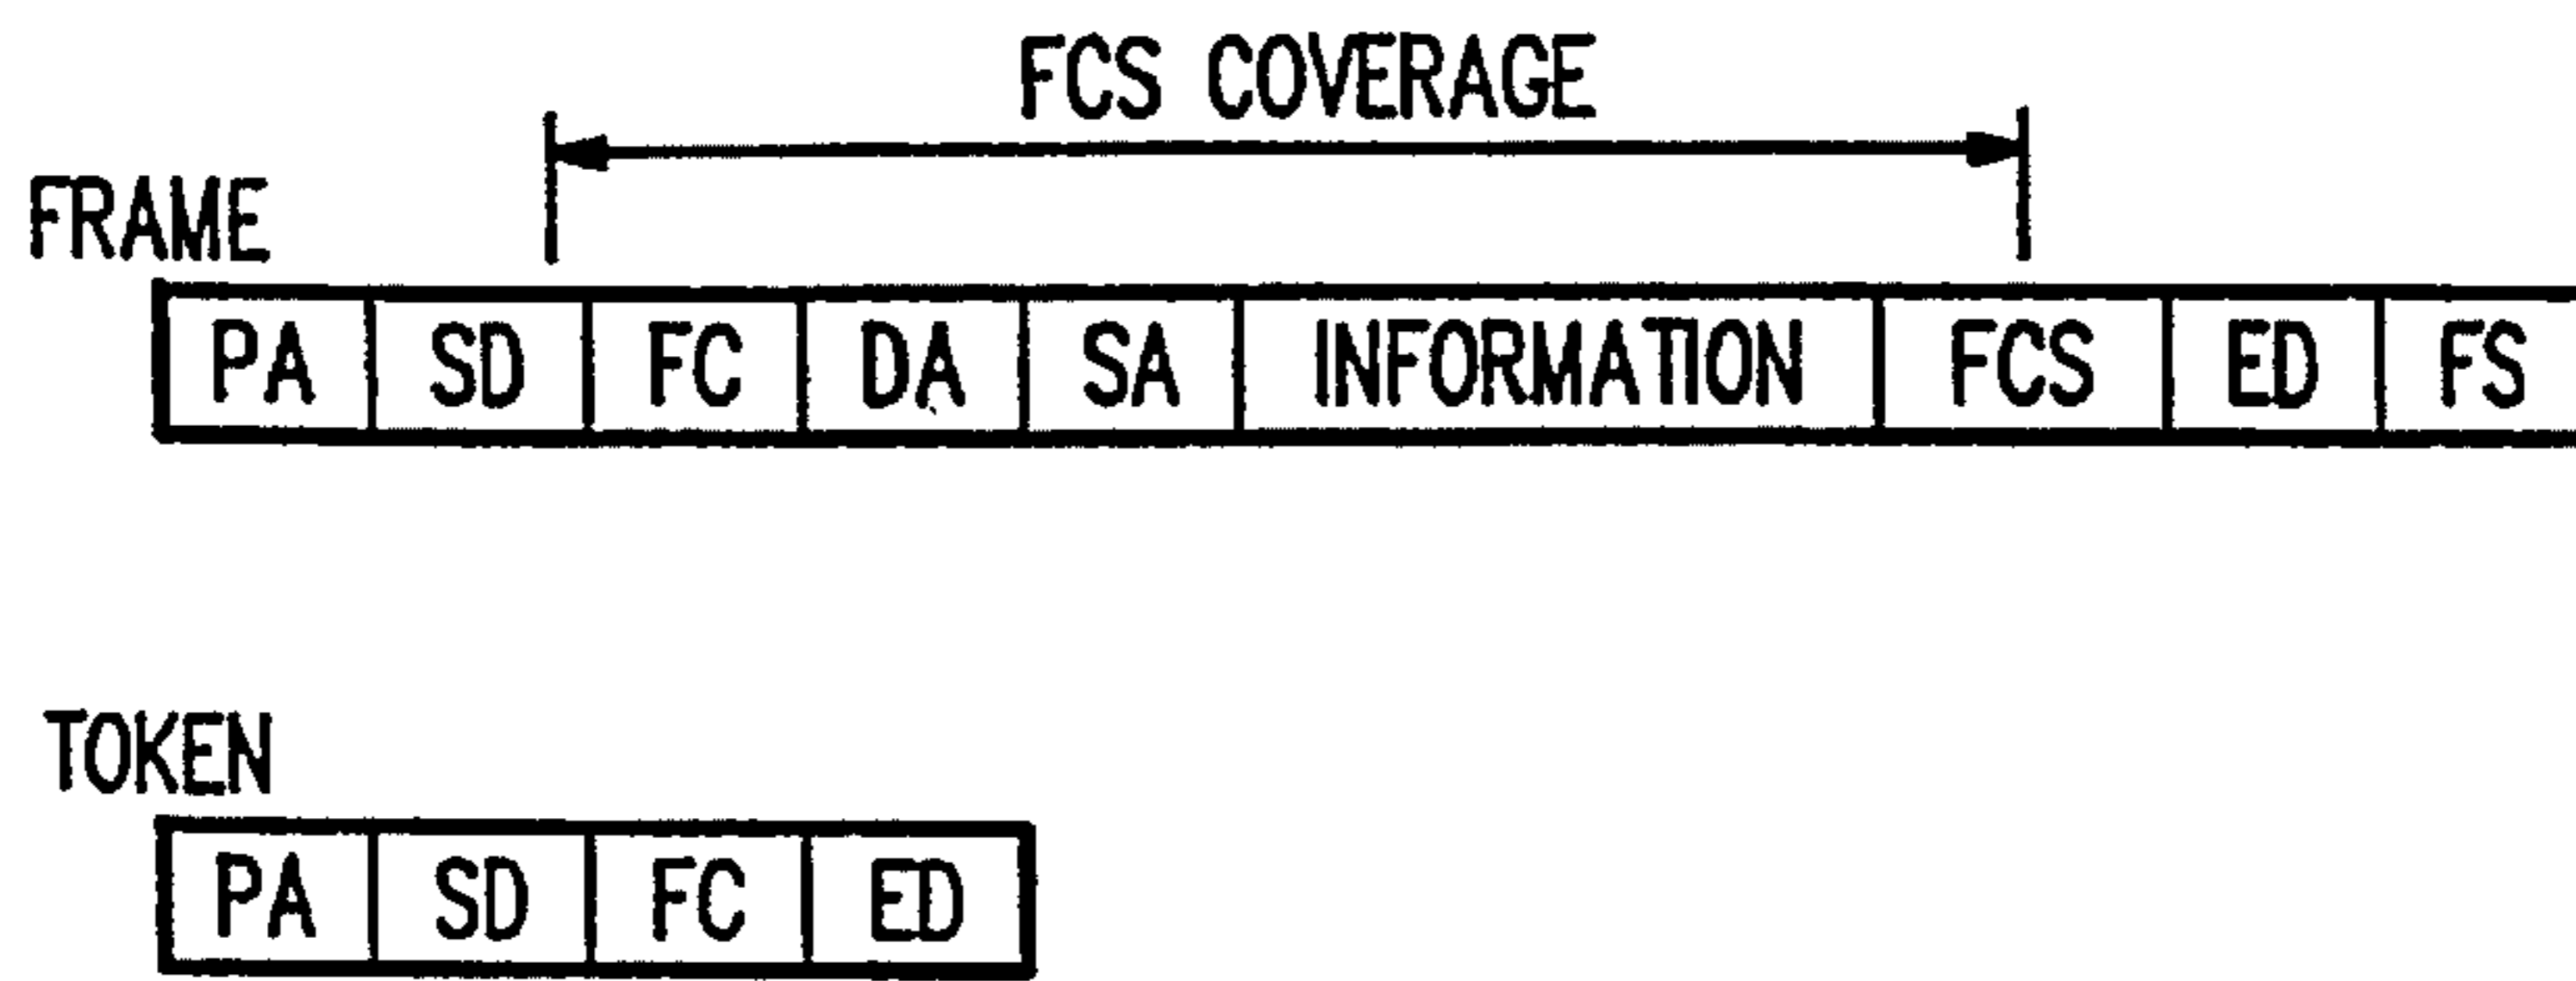 FCS COVERAGE
FRAME
PA SD FC DA SA INFORMATION FCS ED FS
TOKEN
PA SD FC ED